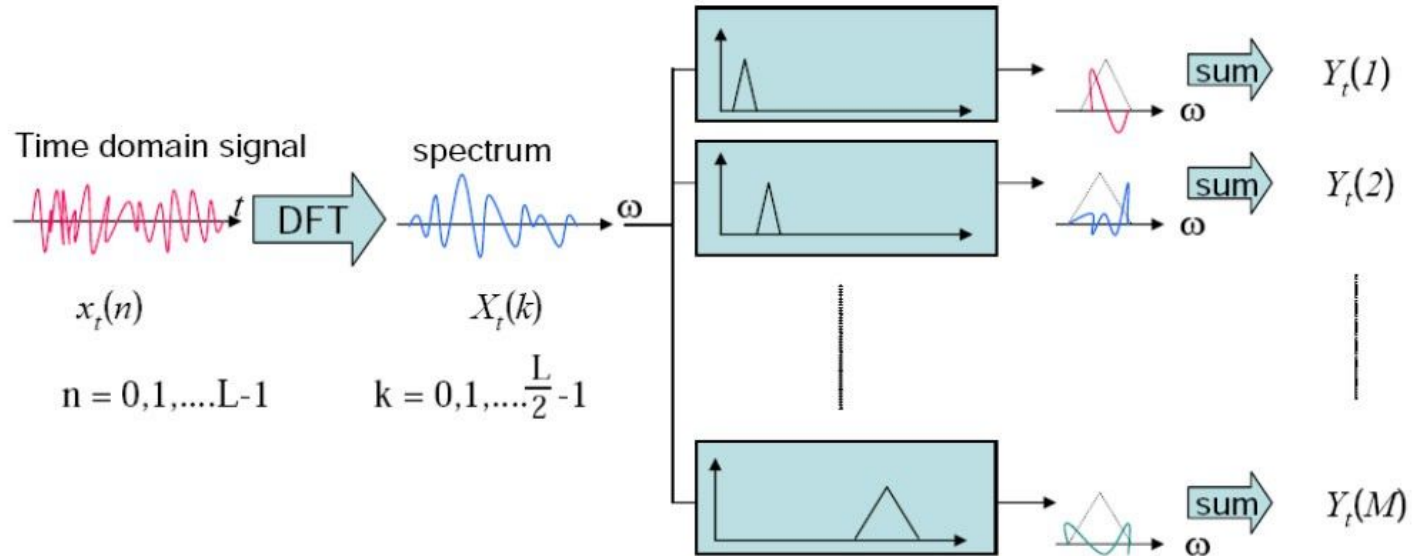 Time domain signal
t
x_t(n)
n = 0,1,....L-1
DFT
spectrum
ω
X_t(k)
k = 0,1,....L/2 -1
ω
sum
Y_t(1)
ω
sum
Y_t(2)
ω
sum
Y_t(M)